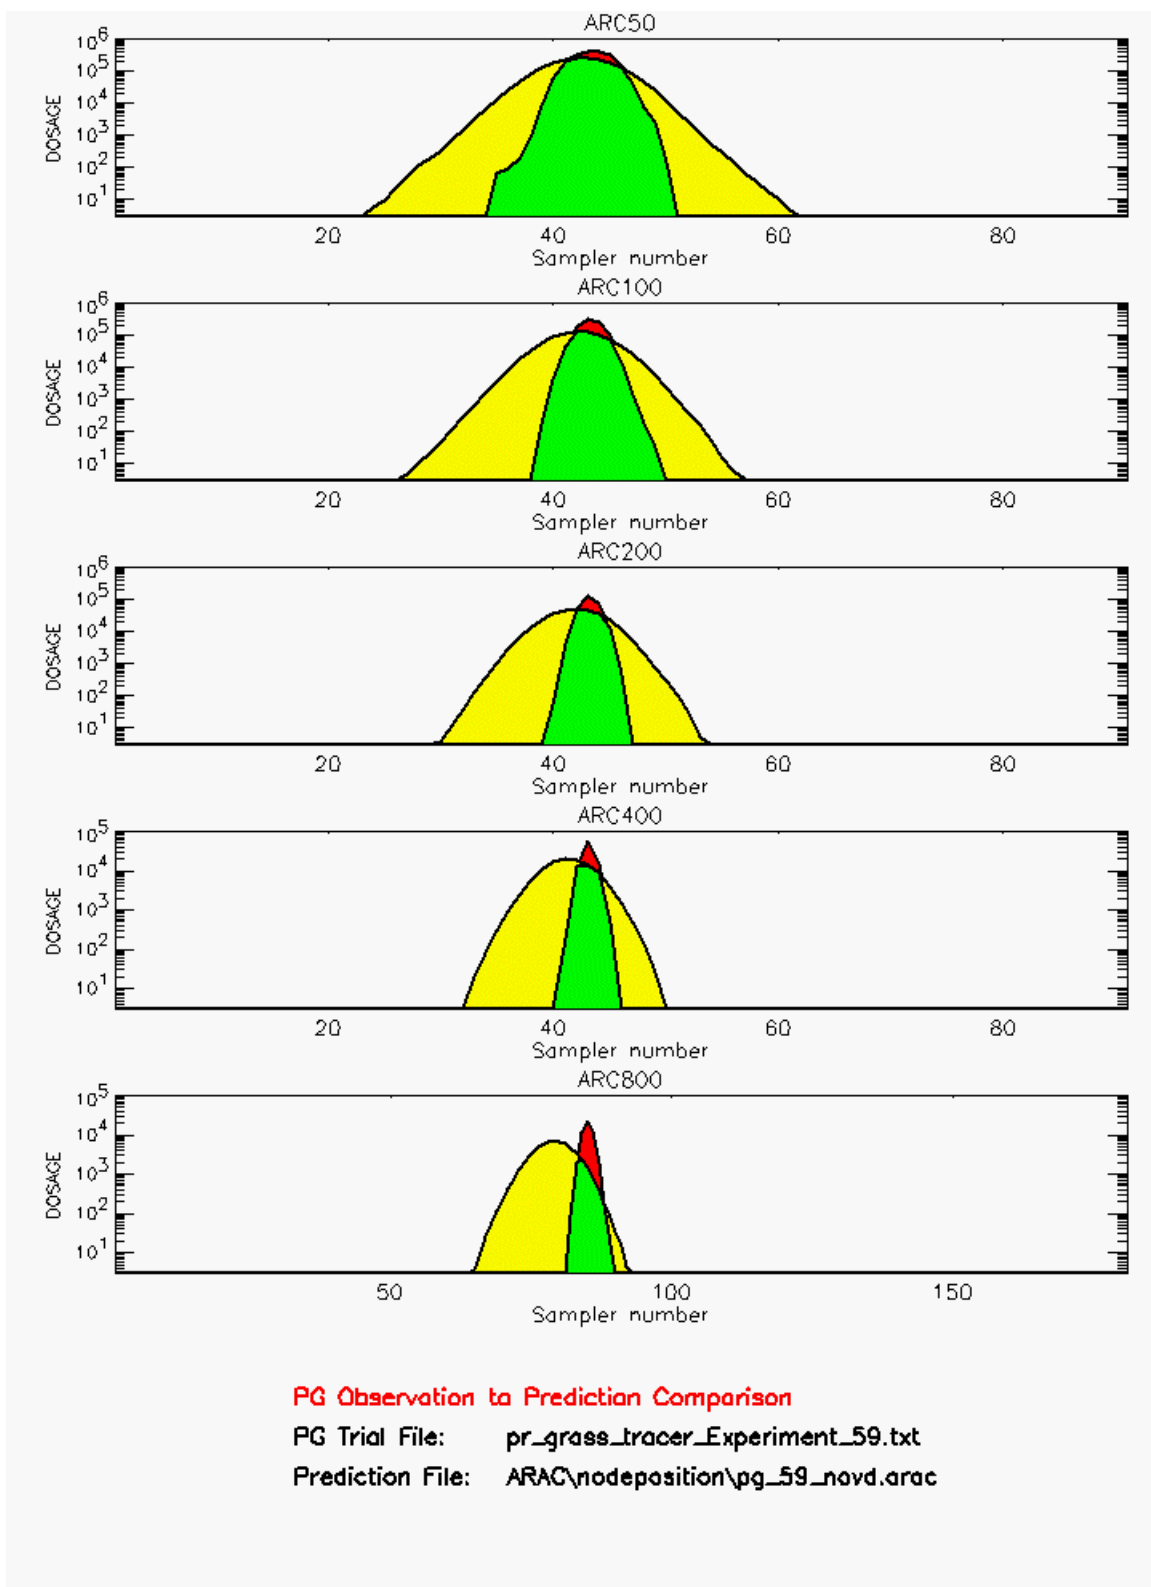 ARC50
10^6
10^5
10^4
10^3
10^2
10^1
DOSAGE
20 40 60 80
Sampler number
ARC100
10^6
10^5
10^4
10^3
10^2
10^1
DOSAGE
20 40 60 80
Sampler number
ARC200
10^6
10^5
10^4
10^3
10^2
10^1
DOSAGE
20 40 60 80
Sampler number
ARC400
10^5
10^4
10^3
10^2
10^1
DOSAGE
20 40 60 80
Sampler number
ARC800
10^5
10^4
10^3
10^2
10^1
DOSAGE
50 100 150
Sampler number
PG Observation to Prediction Comparison
PG Trial File: pr_grass_tracer_Experiment_59.txt
Prediction File: ARAC\nodeposition\pg_59_novd.arac